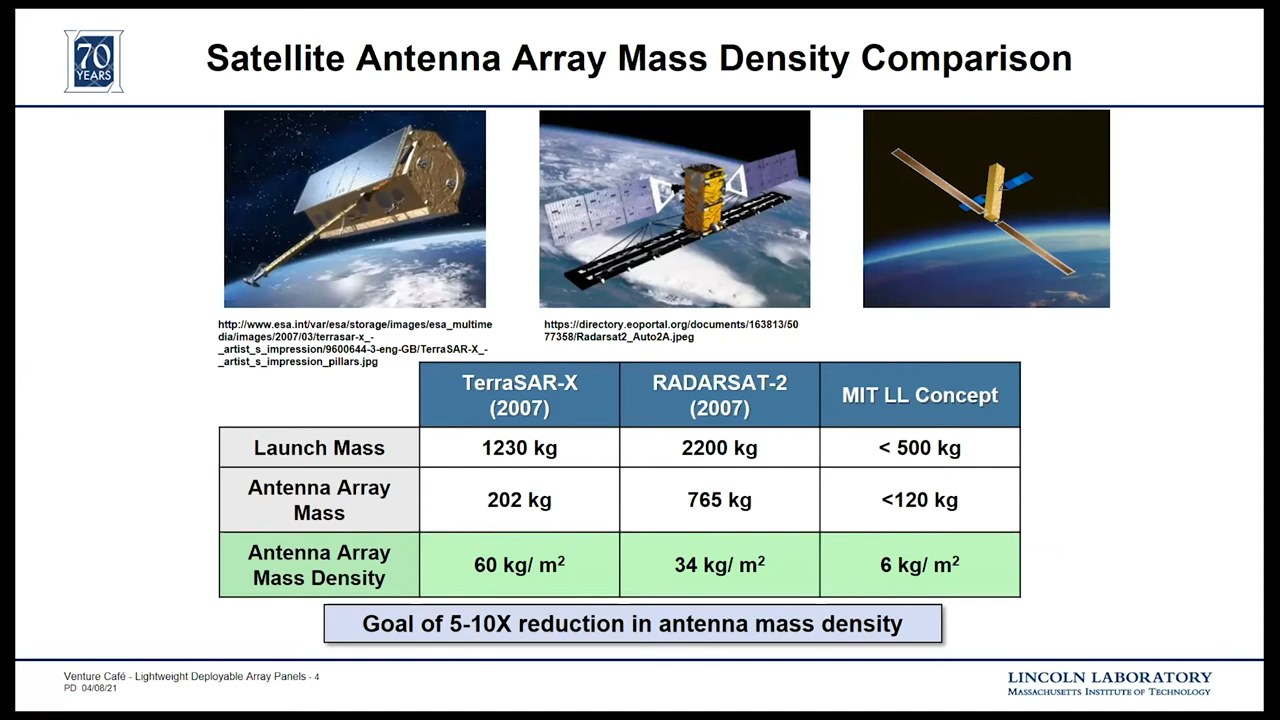 70
YEARS
Satellite Antenna Array Mass Density Comparison
http://www.esa.int/var/esa/storage/images/esa_multime
dia/images/2007/03/terrasar-x_-
_artist_s_impression/9600644-3-eng-GB/TerraSAR-X_-
_artist_s_impression_pillars.jpg
https://directory.eoportal.org/documents/163813/50
77358/Radarsat2_Auto2A.jpeg
TerraSAR-X
(2007)
RADARSAT-2
(2007)
MIT LL Concept
Launch Mass
1230 kg
2200 kg
< 500 kg
Antenna Array
Mass
202 kg
765 kg
<120 kg
Antenna Array
Mass Density
60 kg/ m²
34 kg/ m²
6 kg/ m²
Goal of 5-10X reduction in antenna mass density
Venture Café - Lightweight Deployable Array Panels - 4
PD 04/08/21
LINCOLN LABORATORY
MASSACHUSETTS INSTITUTE OF TECHNOLOGY